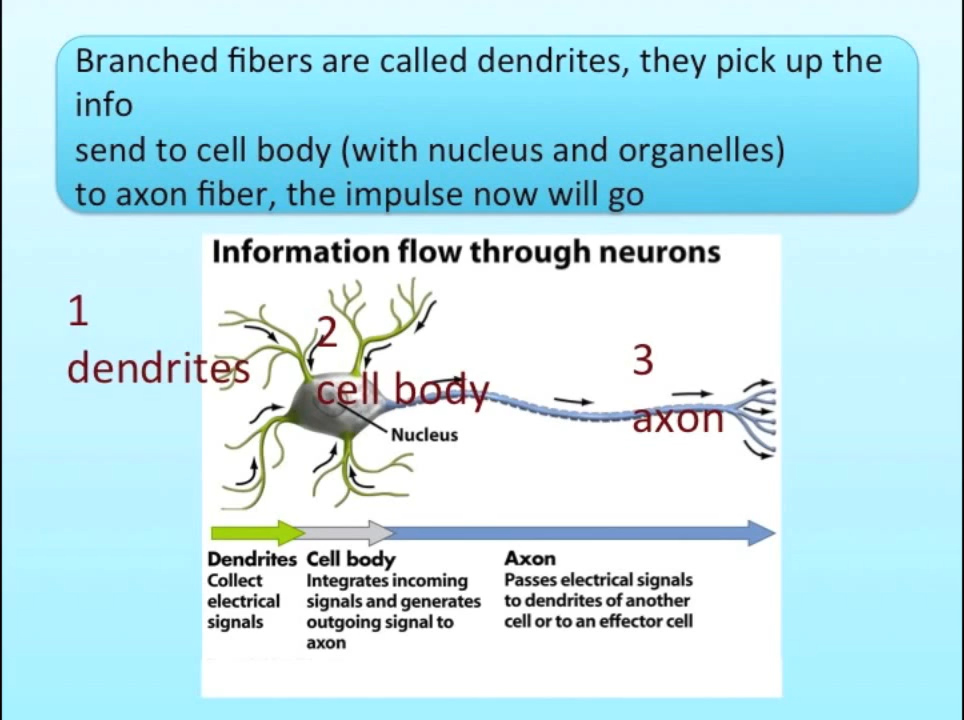 Branched fibers are called dendrites, they pick up the
info
send to cell body (with nucleus and organelles)
to axon fiber, the impulse now will go
Information flow through neurons
1
dendrites
2
cell body
3
axon
Nucleus
Dendrites
Collect
electrical
signals
Cell body
Integrates incoming
signals and generates
outgoing signal to
axon
Axon
Passes electrical signals
to dendrites of another
cell or to an effector cell